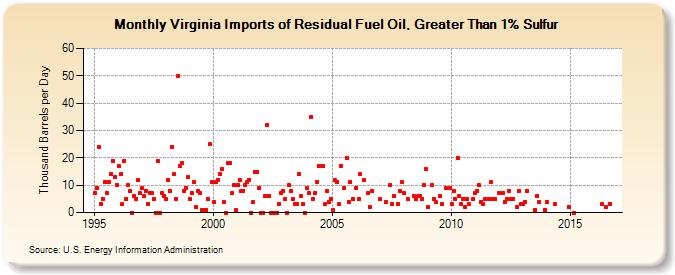 Monthly Virginia Imports of Residual Fuel Oil, Greater Than 1% Sulfur
Thousand Barrels per Day
60
50
40
30
20
10
0
1995 2000 2005 2010 2015
Source: U.S. Energy Information Administration